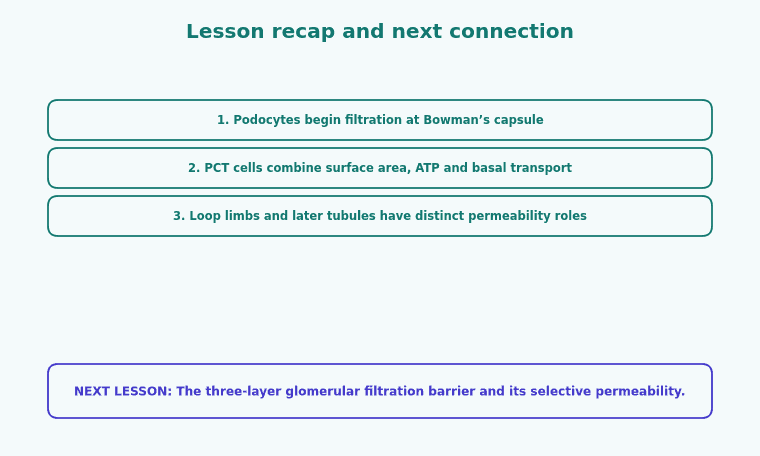 Lesson recap and next connection
1. Podocytes begin filtration at Bowman’s capsule
2. PCT cells combine surface area, ATP and basal transport
3. Loop limbs and later tubules have distinct permeability roles
NEXT LESSON: The three-layer glomerular filtration barrier and its selective permeability.